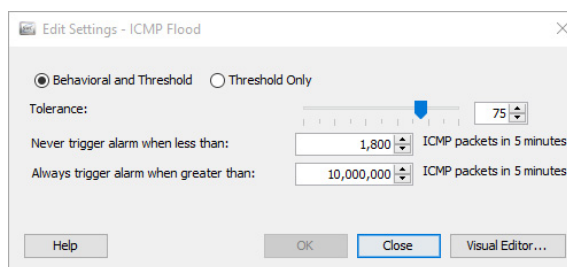 Edit Settings - ICMP Flood
Behavioral and Threshold Threshold Only
Tolerance: 75
Never trigger alarm when less than: 1,800 ICMP packets in 5 minutes
Always trigger alarm when greater than: 10,000,000 ICMP packets in 5 minutes
Help OK Close Visual Editor...